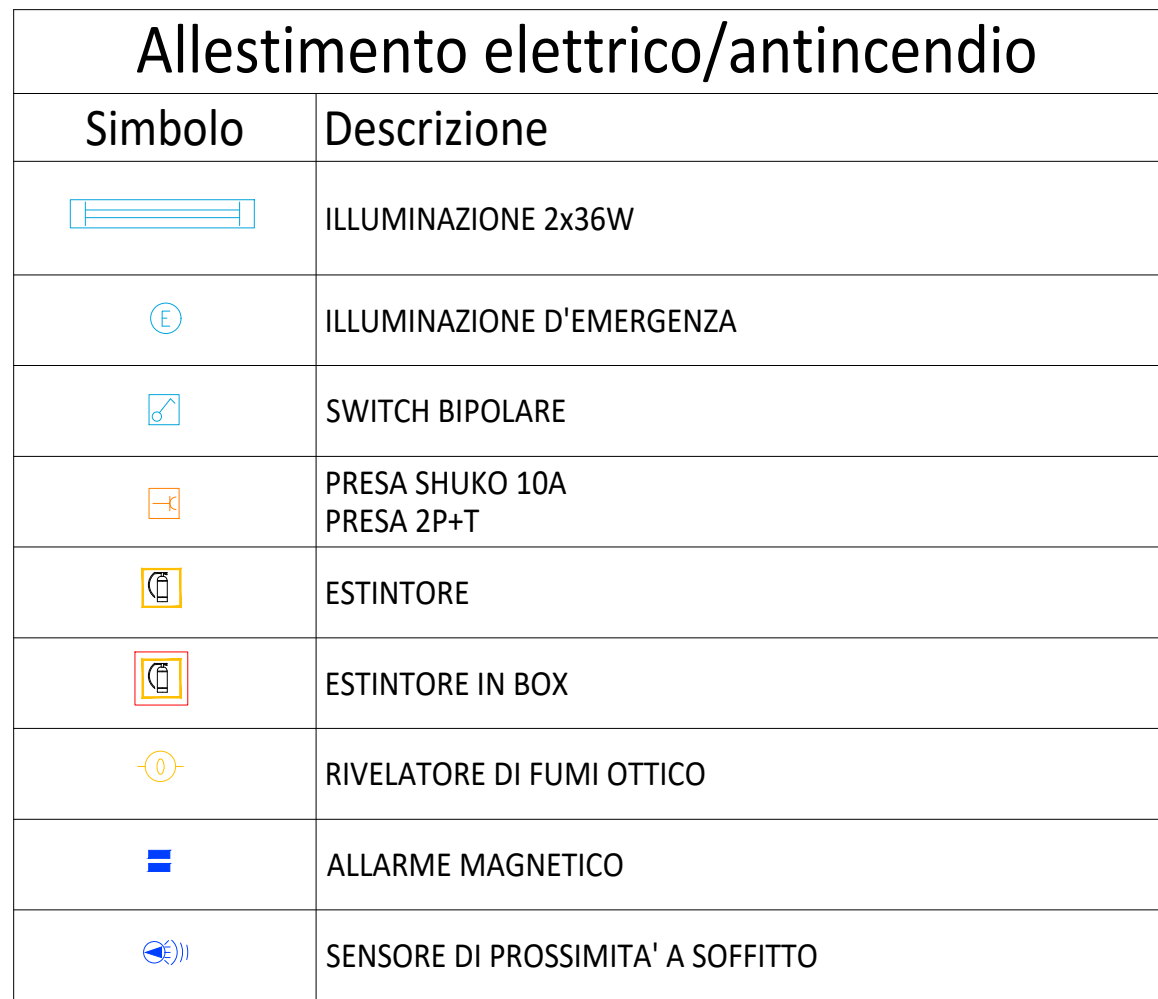 Allestimento elettrico/antincendio
Simbolo Descrizione
ILLUMINAZIONE 2x36W
E ILLUMINAZIONE D'EMERGENZA
SWITCH BIPOLARE
PRESA SHUKO 10A
PRESA 2P+T
ESTINTORE
ESTINTORE IN BOX
RIVELATORE DI FUMI OTTICO
ALLARME MAGNETICO
SENSORE DI PROSSIMITA' A SOFFITTO